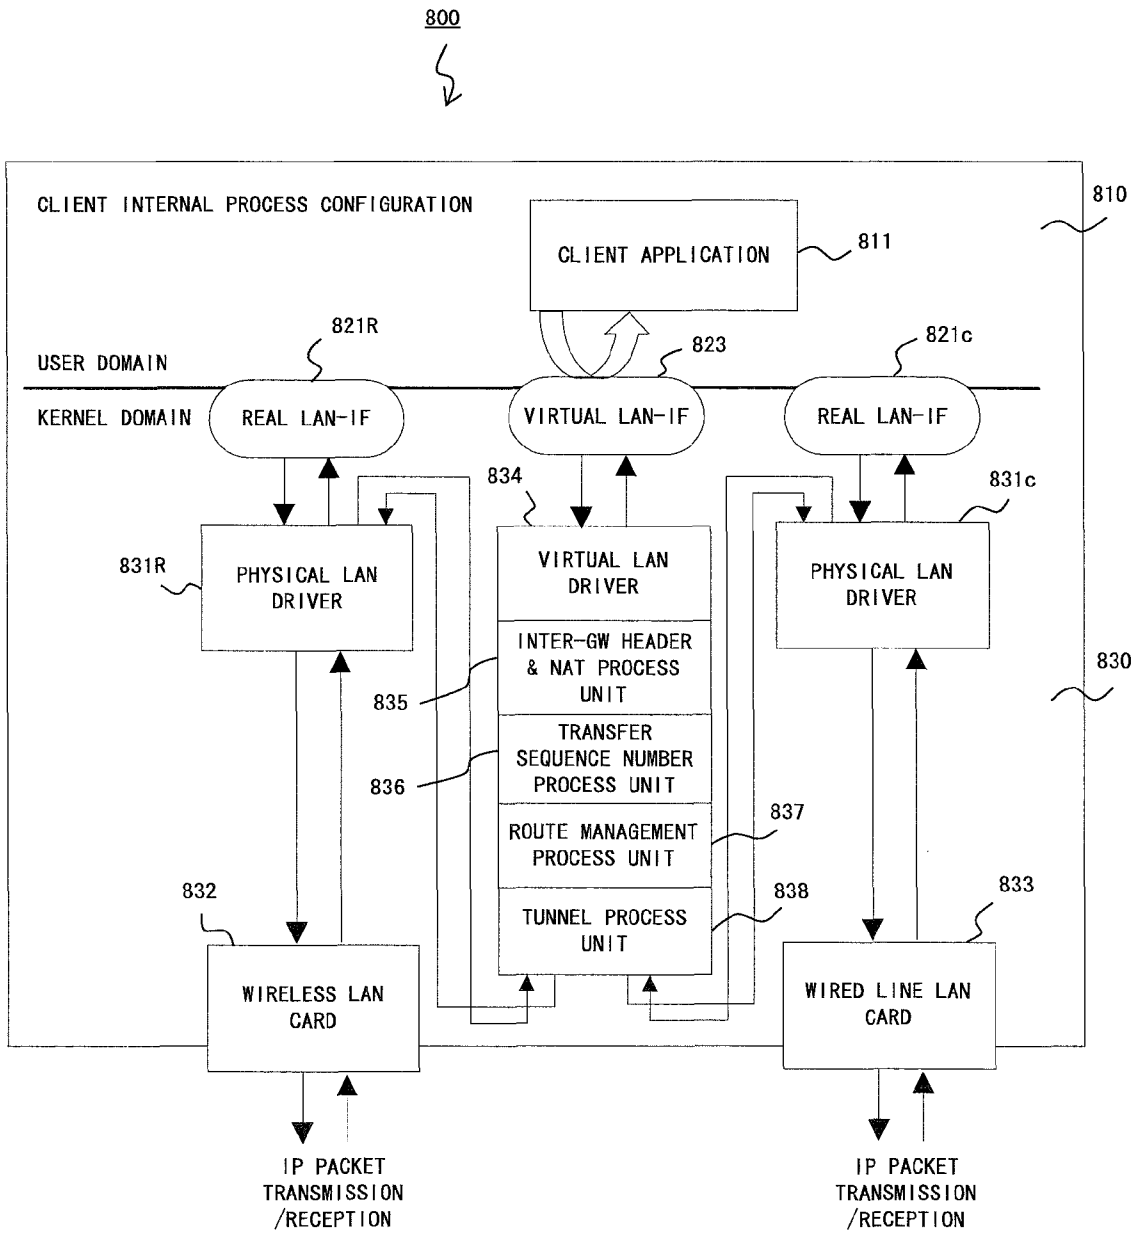 800
CLIENT INTERNAL PROCESS CONFIGURATION
810
CLIENT APPLICATION
811
821R
823
821c
USER DOMAIN
KERNEL DOMAIN
REAL LAN-IF
VIRTUAL LAN-IF
REAL LAN-IF
834
831c
831R
PHYSICAL LAN
DRIVER
VIRTUAL LAN
DRIVER
PHYSICAL LAN
DRIVER
INTER-GW HEADER
& NAT PROCESS
UNIT
835
830
TRANSFER
SEQUENCE NUMBER
PROCESS UNIT
836
ROUTE MANAGEMENT
PROCESS UNIT
837
832
838
833
TUNNEL PROCESS
UNIT
WIRELESS LAN
CARD
WIRED LINE LAN
CARD
IP PACKET
TRANSMISSION
/RECEPTION
IP PACKET
TRANSMISSION
/RECEPTION